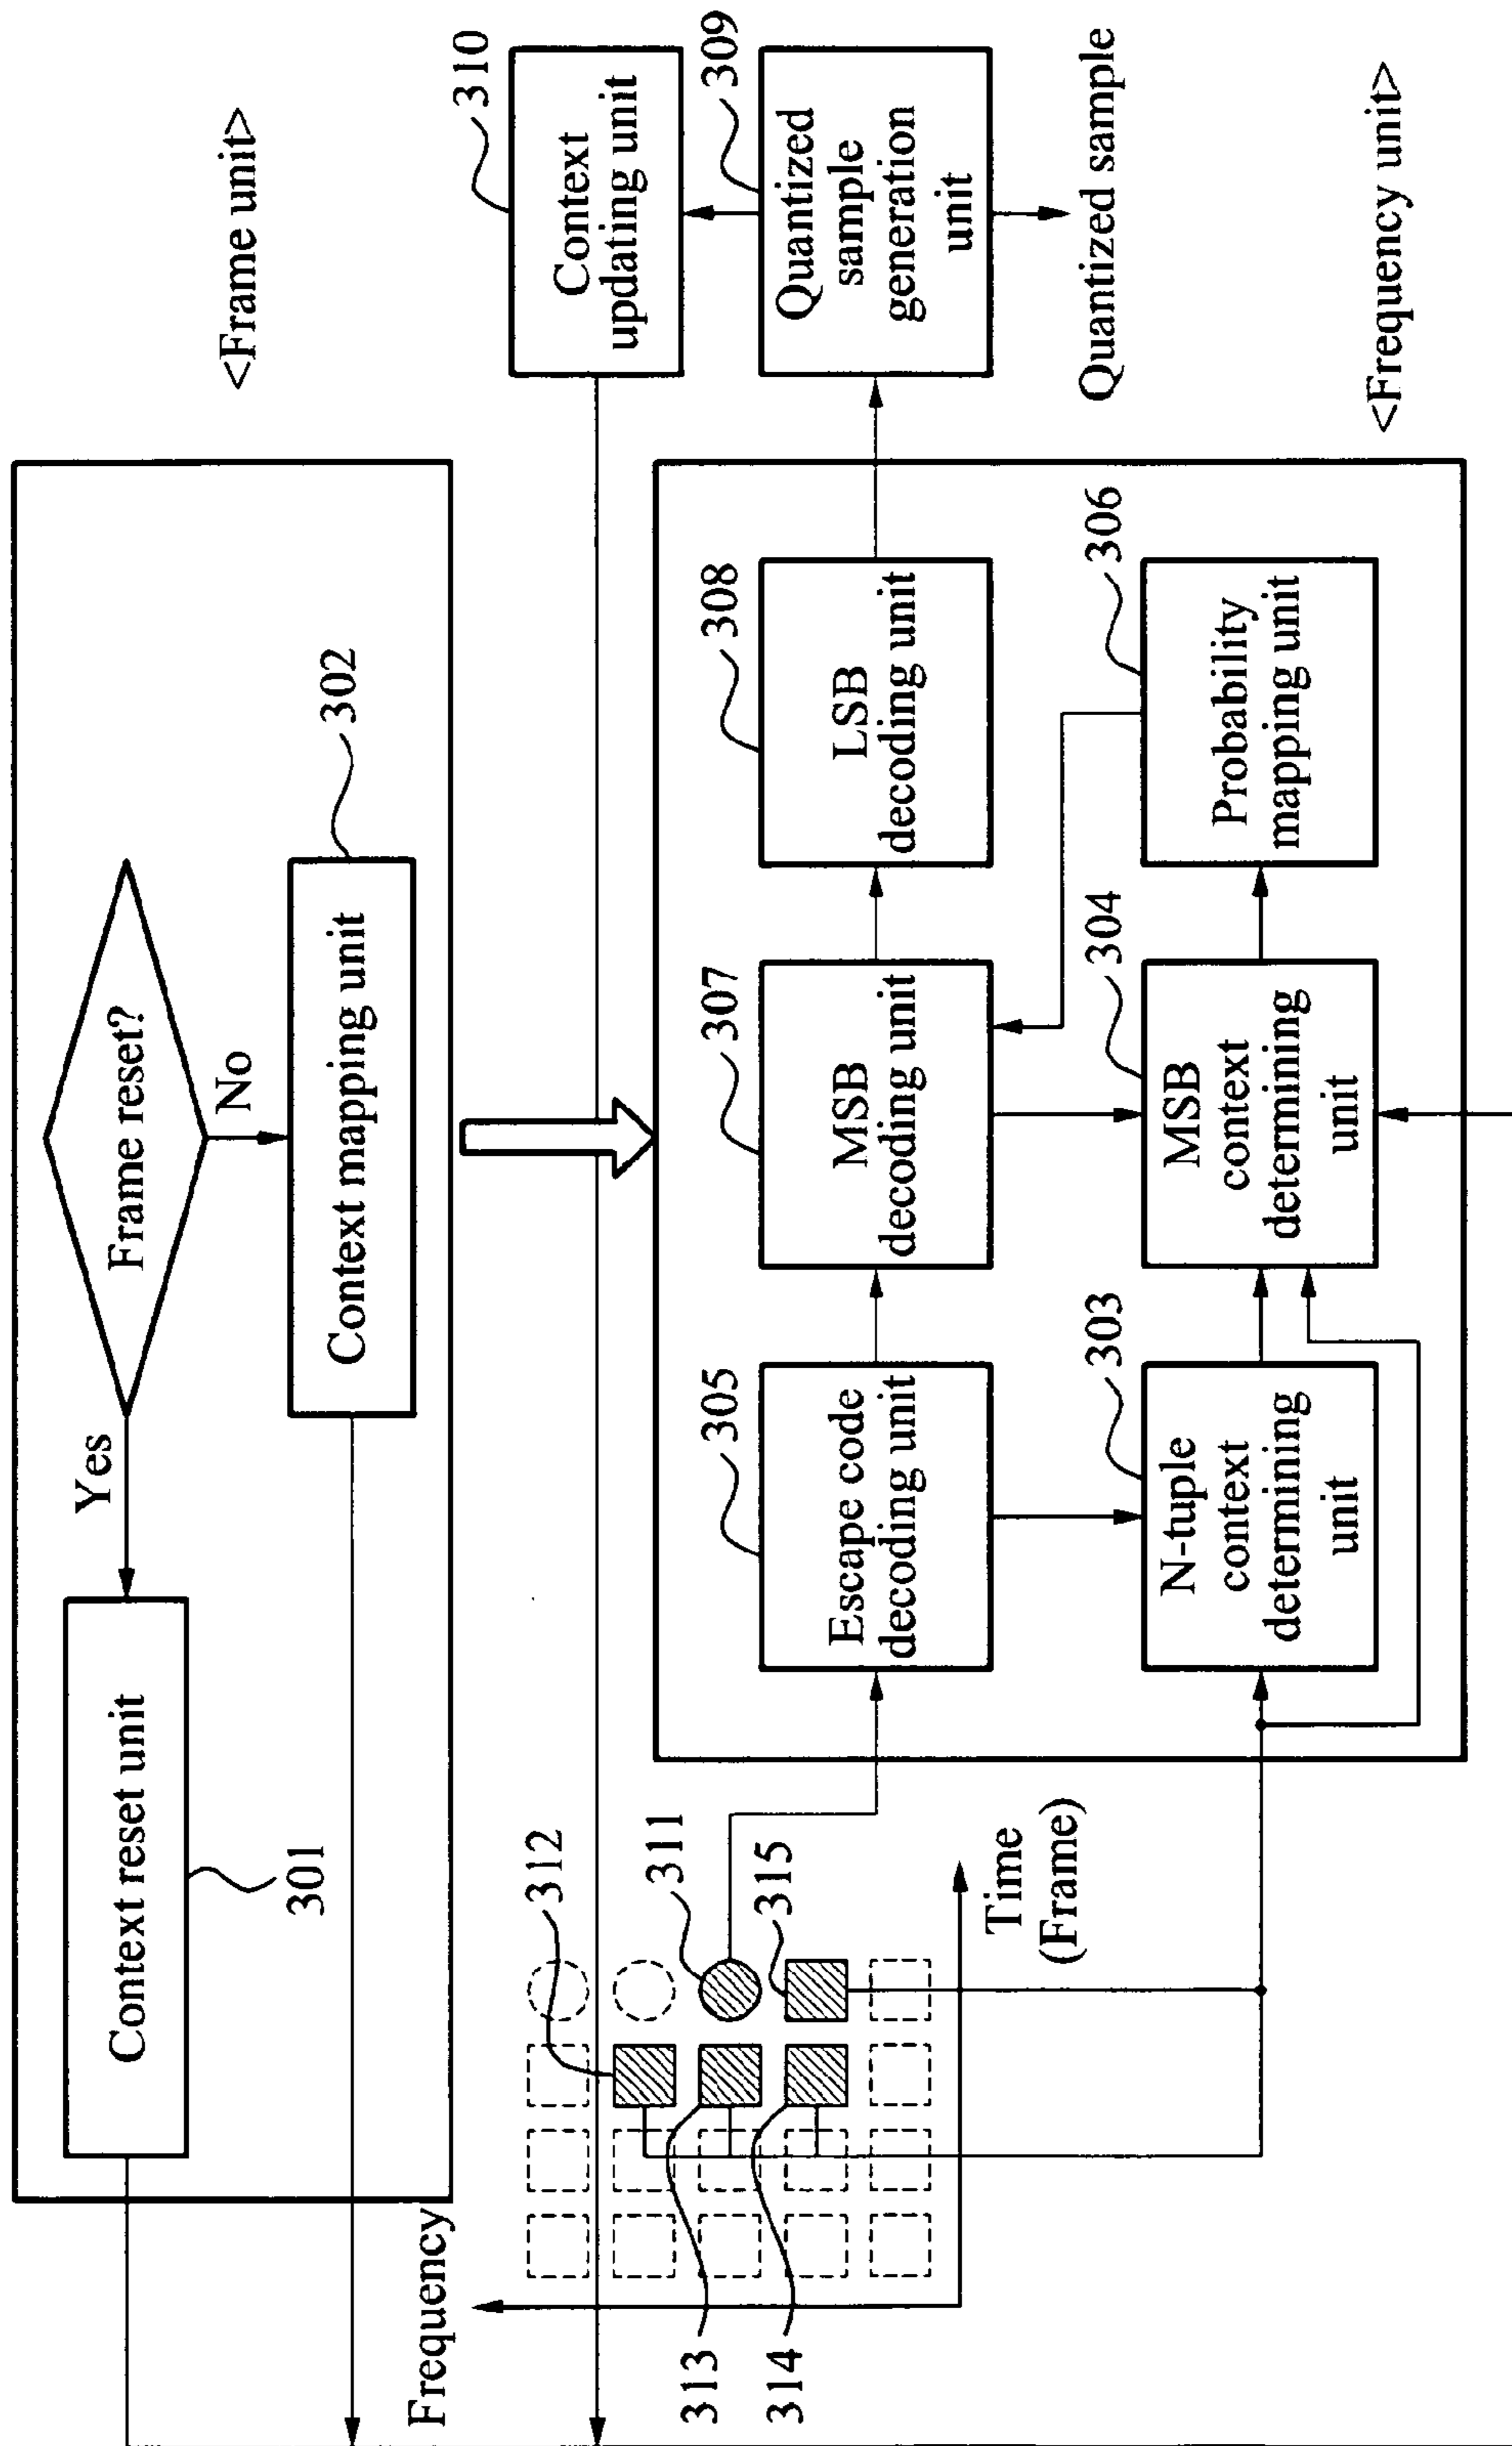 <Frame unit>
Frame reset?
Yes
No
Context reset unit
301
Context mapping unit
302
Context
updating unit
310
Quantized
sample
generation
unit
309
Quantized sample
Frequency
312
311
315
313
314
Time
(Frame)
Escape code
decoding unit
305
MSB
decoding unit
307
LSB
decoding unit
308
N-tuple
context
determining
unit
303
MSB
context
determining
unit
304
Probability
mapping unit
306
<Frequency unit>